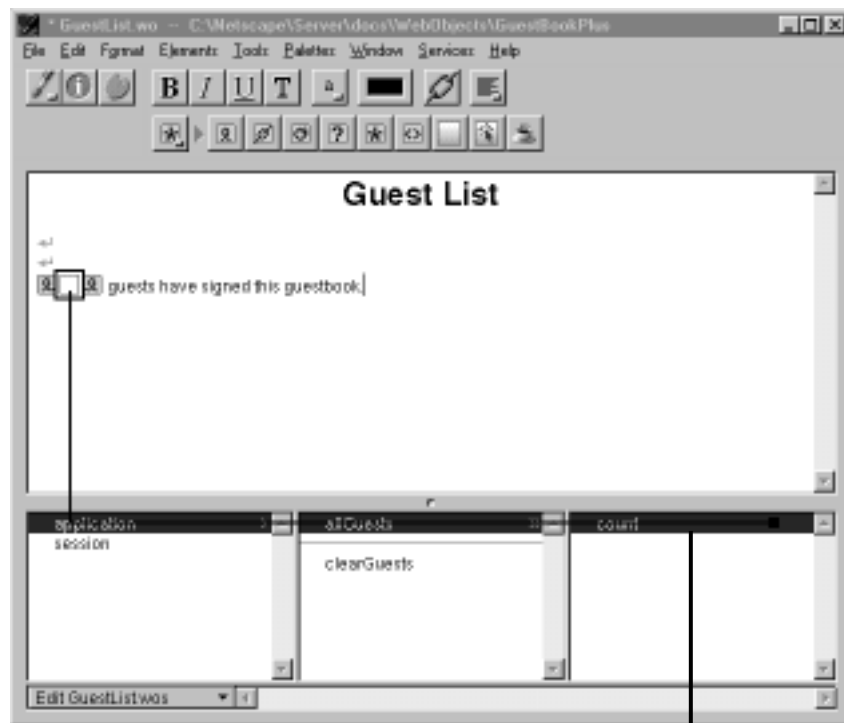 * GuestList.wo -- C:\Netscape\Server\docs\WebObjects\GuestBookPlus
File Edit Format Elements Tools Palettes Window Services Help
B I U T a
?
Guest List
guests have signed this guestbook.
application allGuests count
session
clearGuests
Edit GuestList.wos